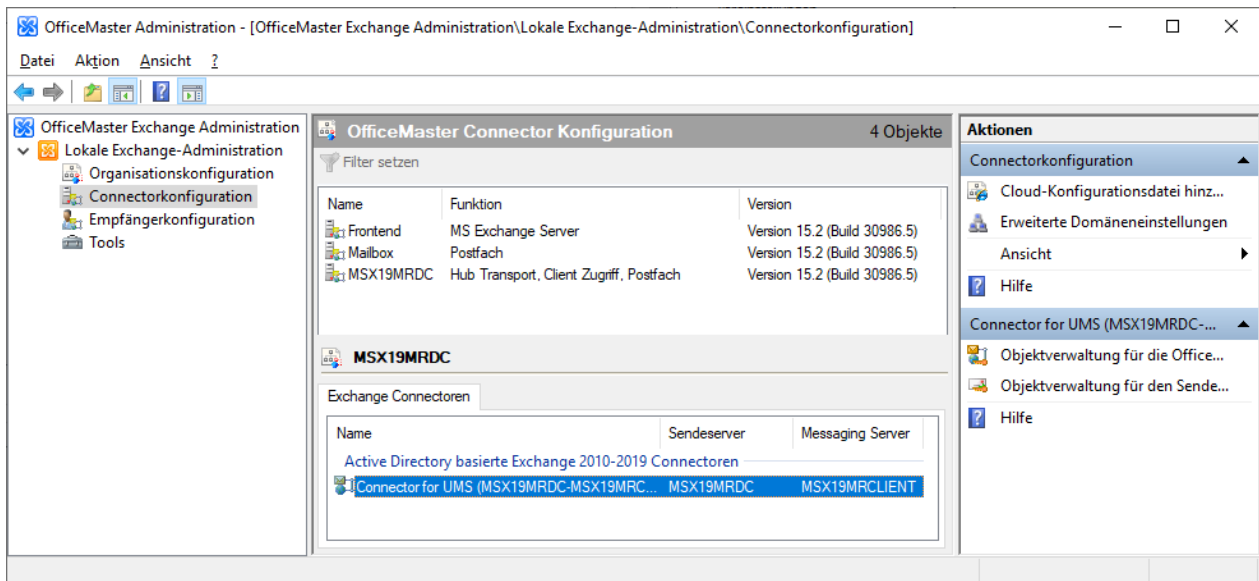 OfficeMaster Administration - [OfficeMaster Exchange Administration\Lokale Exchange-Administration\Connectorkonfiguration]
Datei Aktion Ansicht ?
OfficeMaster Exchange Administration
Lokale Exchange-Administration
Organisationskonfiguration
Connectorkonfiguration
Empfängerkonfiguration
Tools
OfficeMaster Connector Konfiguration 4 Objekte
Filter setzen
Name Funktion Version
Frontend MS Exchange Server Version 15.2 (Build 30986.5)
Mailbox Postfach Version 15.2 (Build 30986.5)
MSX19MRDC Hub Transport, Client Zugriff, Postfach Version 15.2 (Build 30986.5)
MSX19MRDC
Exchange Connectoren
Name Sendeserver Messaging Server
Active Directory basierte Exchange 2010-2019 Connectoren
Connector for UMS (MSX19MRDC-MSX19MRC... MSX19MRDC MSX19MRCLIENT
Aktionen
Connectorkonfiguration
Cloud-Konfigurationsdatei hinz...
Erweiterte Domäneneinstellungen
Ansicht
Hilfe
Connector for UMS (MSX19MRDC-...
Objektverwaltung für die Office...
Objektverwaltung für den Sende...
Hilfe